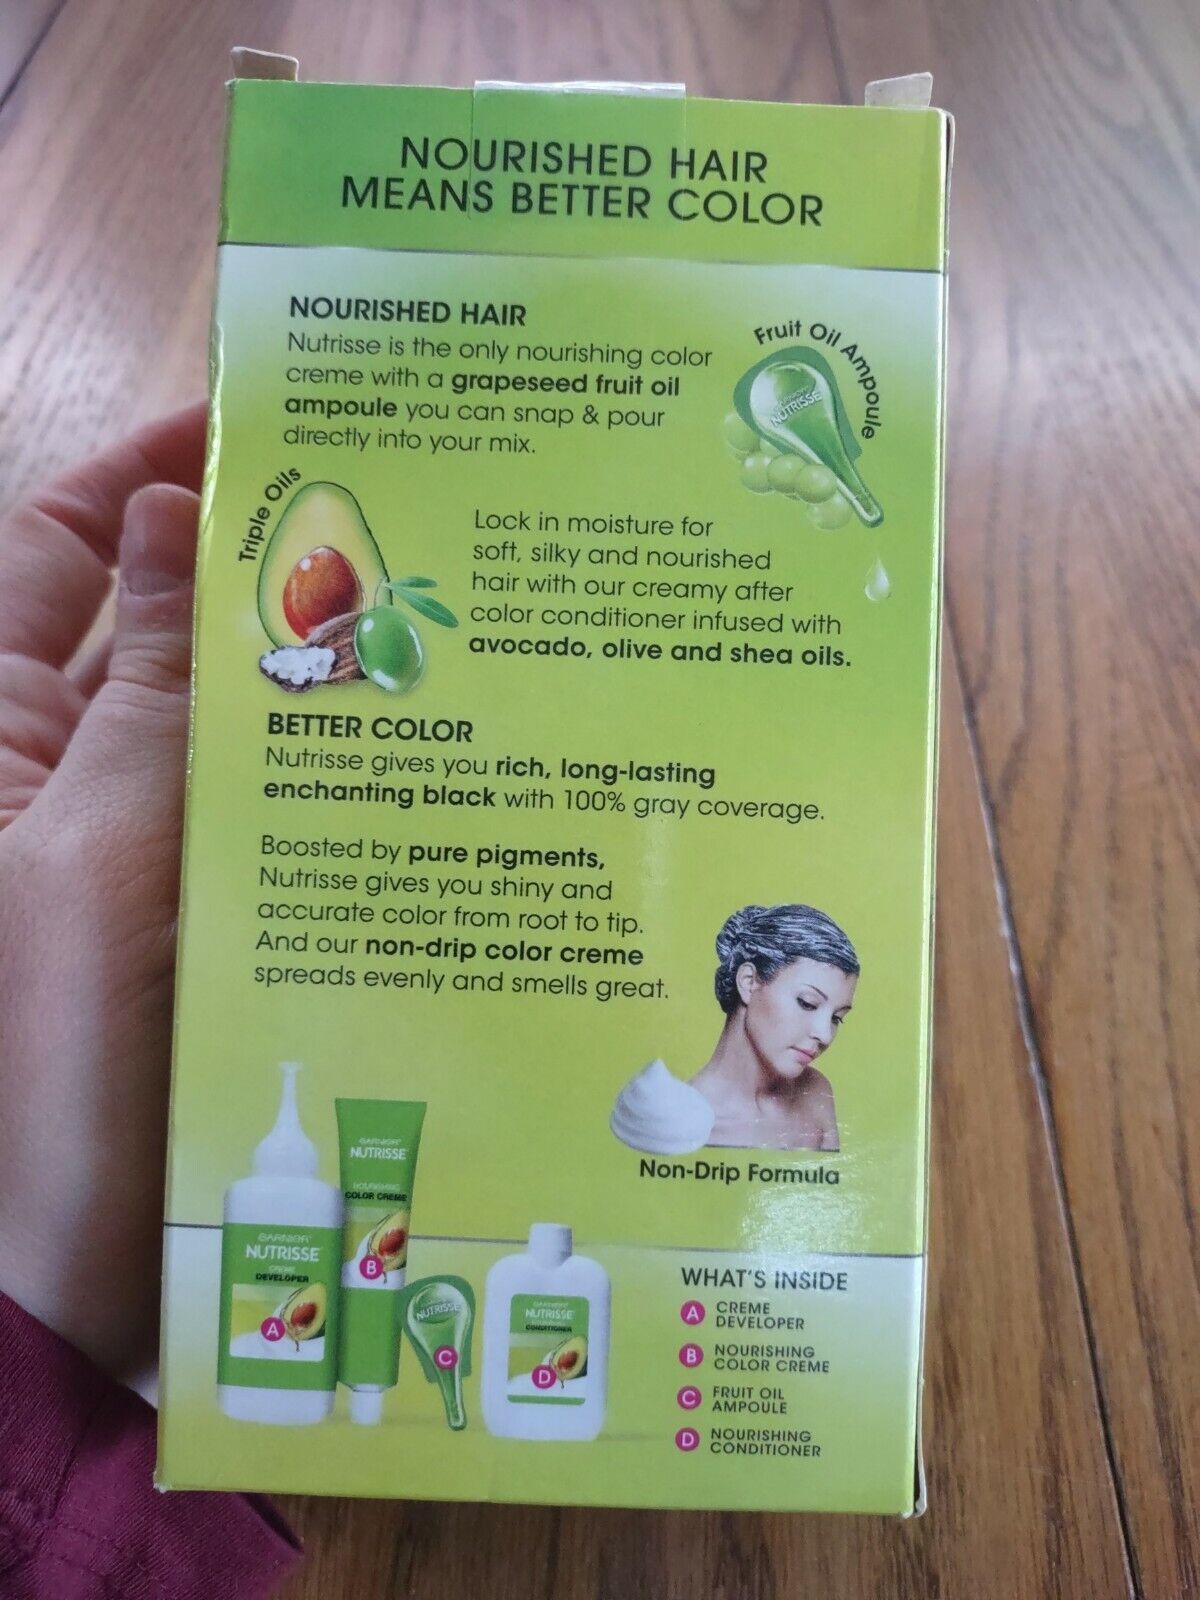 NOURISHED HAIR
MEANS BETTER COLOR
NOURISHED HAIR
Nutrisse is the only nourishing color
creme with a grapeseed fruit oil
ampoule you can snap & pour
directly into your mix.
Fruit Oil Ampoule
GARNIER
NUTRISSE
Triple Oils
Lock in moisture for
soft, silky and nourished
hair with our creamy after
color conditioner infused with
avocado, olive and shea oils.
BETTER COLOR
Nutrisse gives you rich, long-lasting
enchanting black with 100% gray coverage.
Boosted by pure pigments,
Nutrisse gives you shiny and
accurate color from root to tip.
And our non-drip color creme
spreads evenly and smells great.
Non-Drip Formula
GARNIER
NUTRISSE
CREME
DEVELOPER
A
GARNIER
NUTRISSE
NOURISHING
COLOR CREME
B
NUTRISSE
C
GARNIER
NUTRISSE
CONDITIONER
D
WHAT'S INSIDE
A CREME
DEVELOPER
B NOURISHING
COLOR CREME
C FRUIT OIL
AMPOULE
D NOURISHING
CONDITIONER